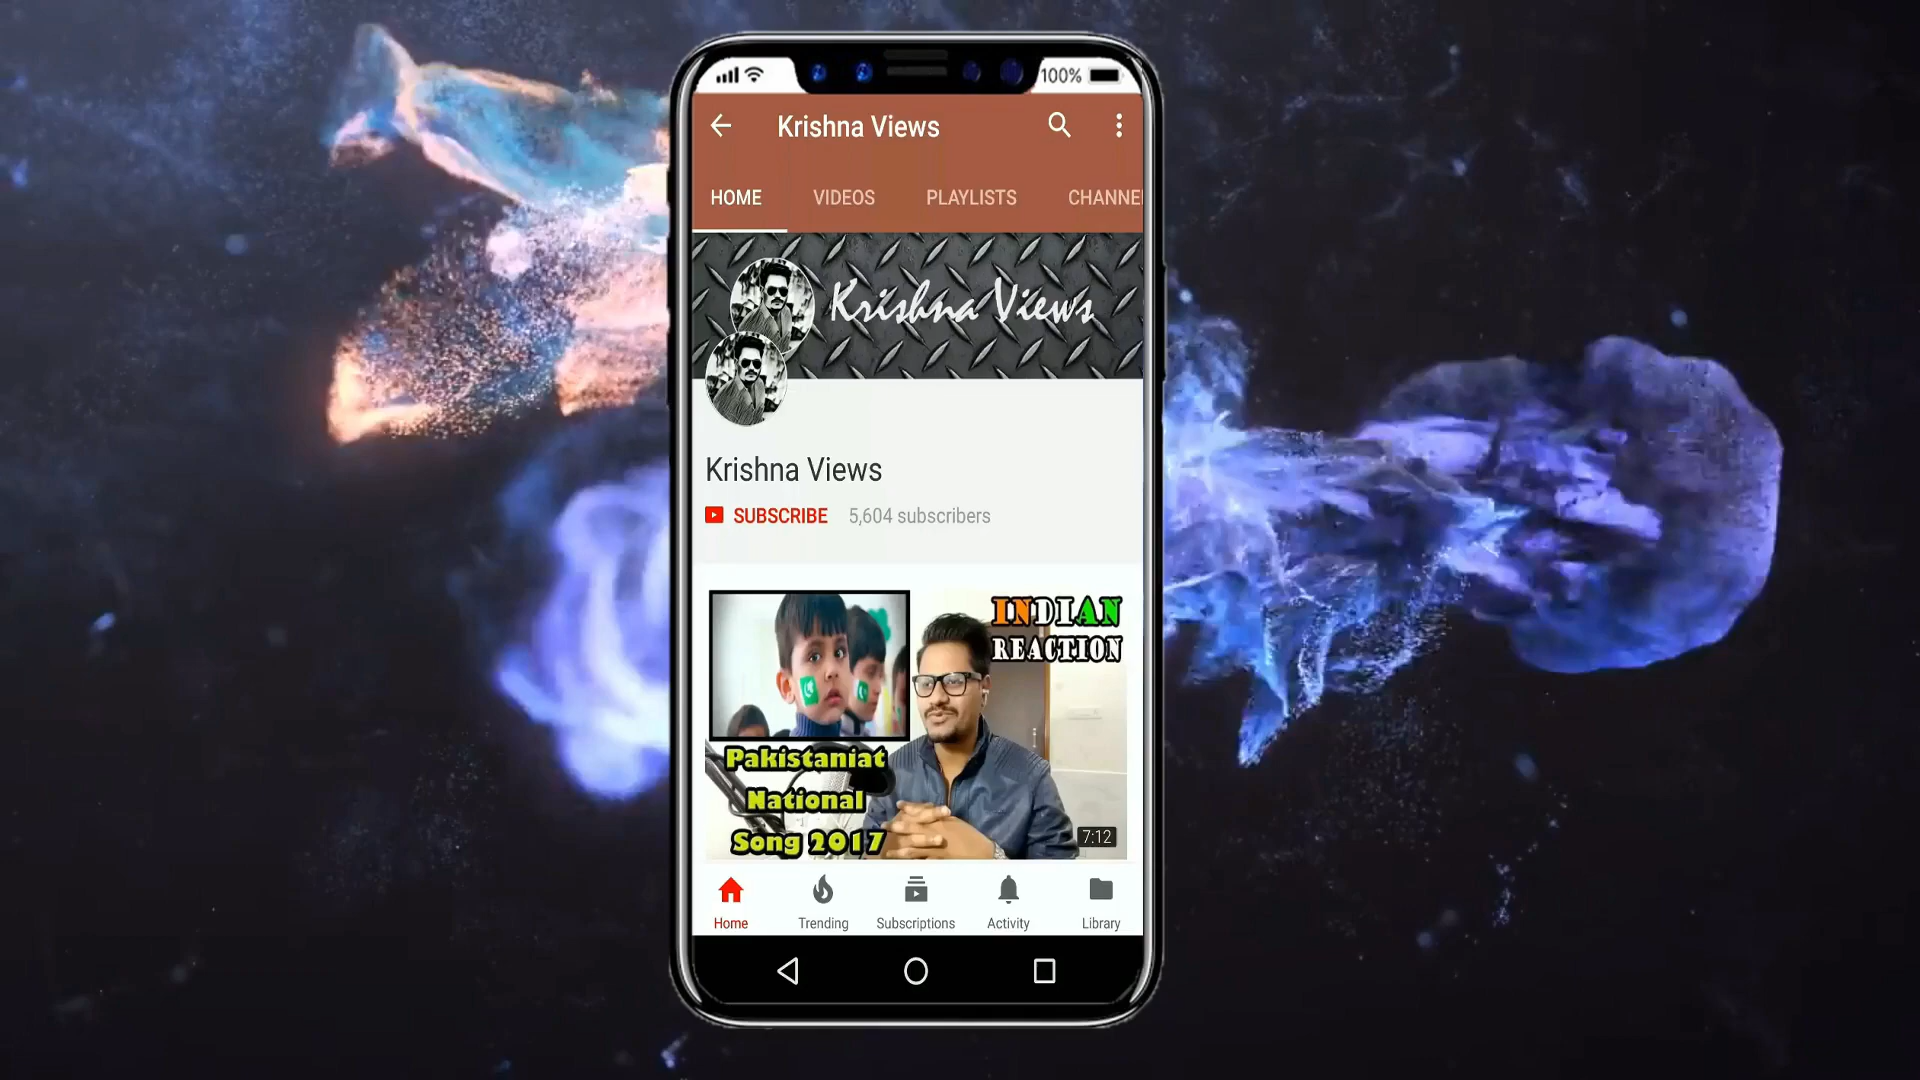 100%
Krishna Views
HOME VIDEOS PLAYLISTS CHANNE
Krishna Views
Krishna Views
SUBSCRIBE 5,604 subscribers
INDIAN
REACTION
Pakistaniat
National
Song 2017
7:12
Home Trending Subscriptions Activity Library